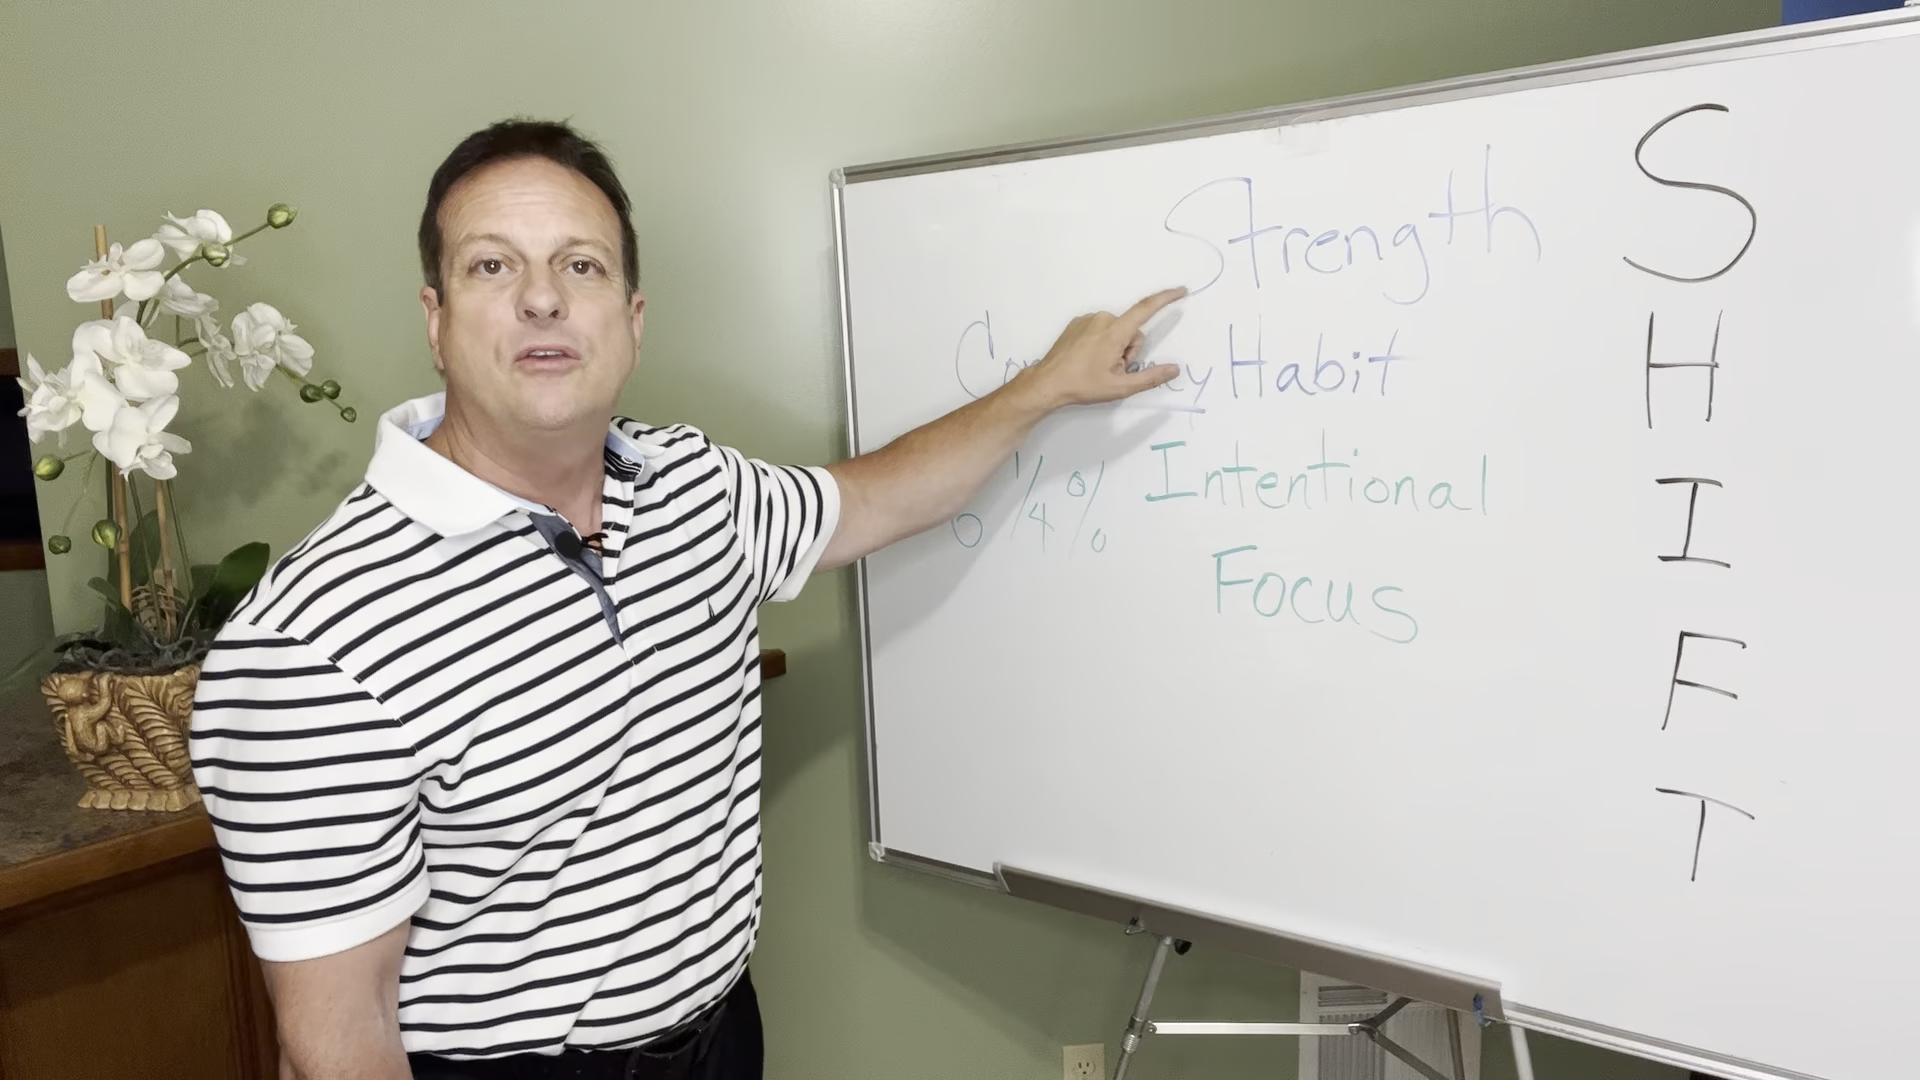 Strength S
Habit H
Intentional I
Focus F
T